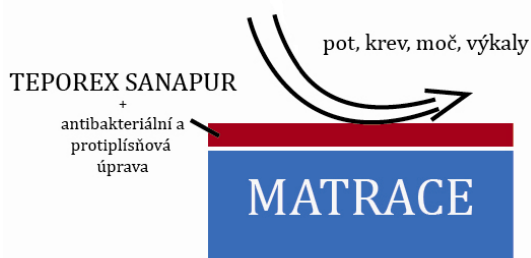 pot, krev, moč, výkaly
TEPOREX SANAPUR
+
antibakteriální a
protiplísňová
úprava
MATRACE